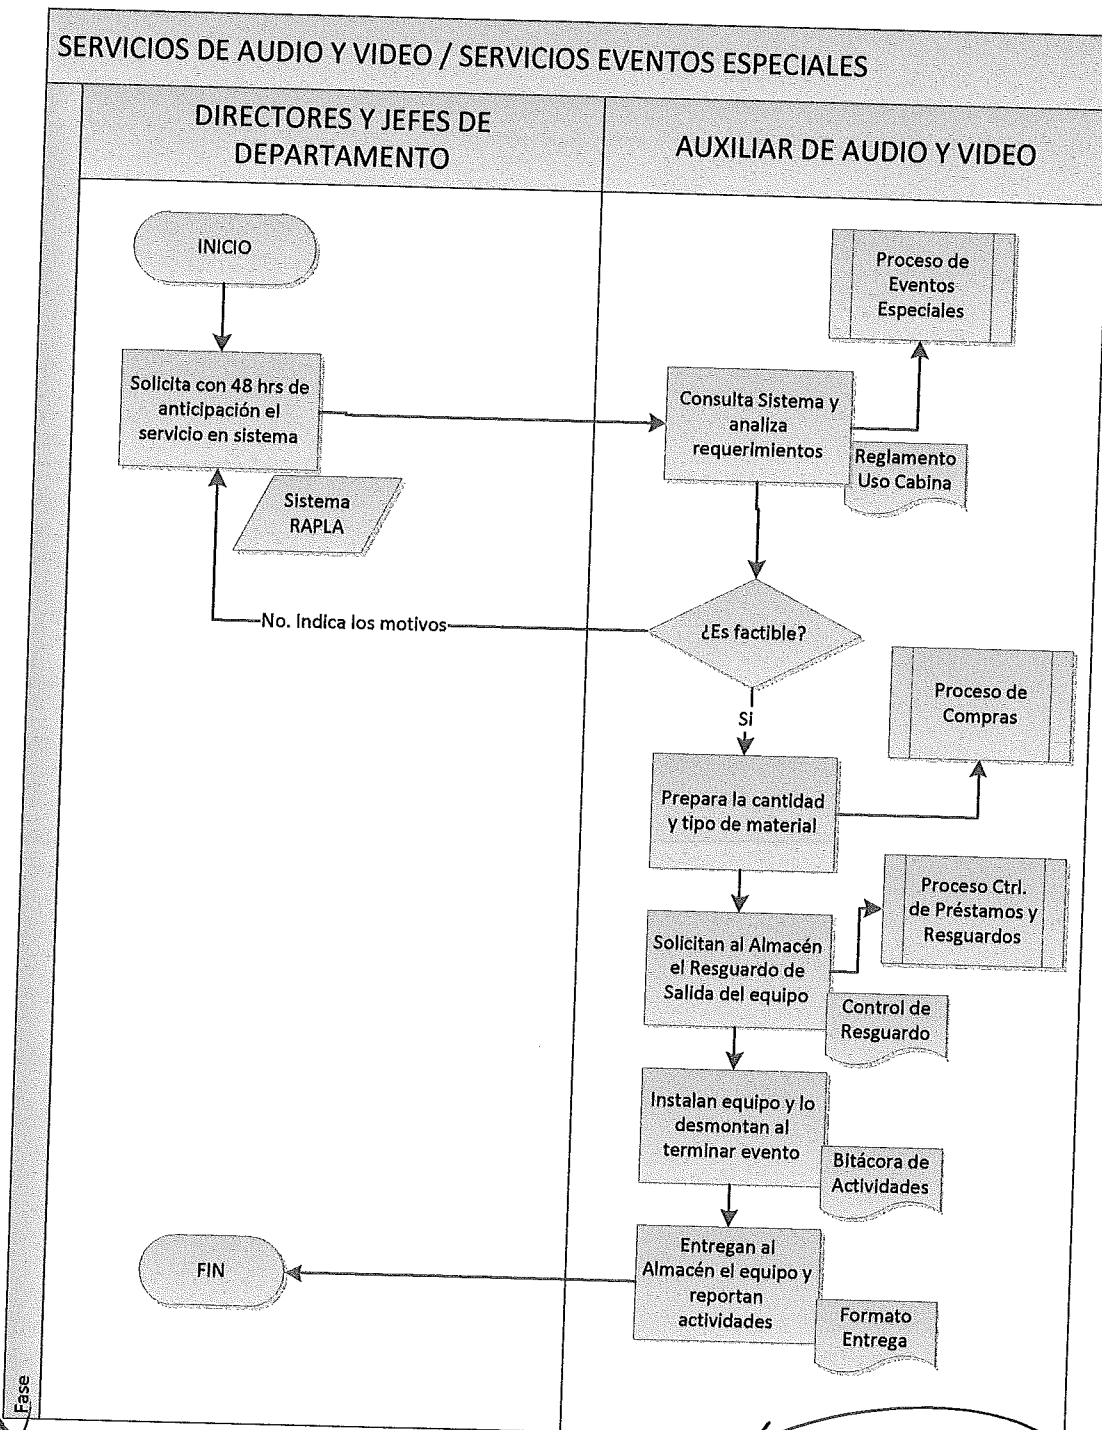 SERVICIOS DE AUDIO Y VIDEO / SERVICIOS EVENTOS ESPECIALES
DIRECTORES Y JEFES DE
DEPARTAMENTO
AUXILIAR DE AUDIO Y VIDEO
INICIO
Proceso de
Eventos
Especiales
Solicita con 48 hrs de
anticipación el
servicio en sistema
Consulta Sistema y
analiza
requerimientos
Reglamento
Uso Cabina
Sistema
RAPLA
No. Indica los motivos
¿Es factible?
Si
Proceso de
Compras
Prepara la cantidad
y tipo de material
Proceso Ctrl.
de Préstamos y
Resguardos
Solicitan al Almacén
el Resguardo de
Salida del equipo
Control de
Resguardo
Instalan equipo y lo
desmontan al
terminar evento
Bitácora de
Actividades
FIN
Entregan al
Almacén el equipo y
reportan
actividades
Formato
Entrega
Fase